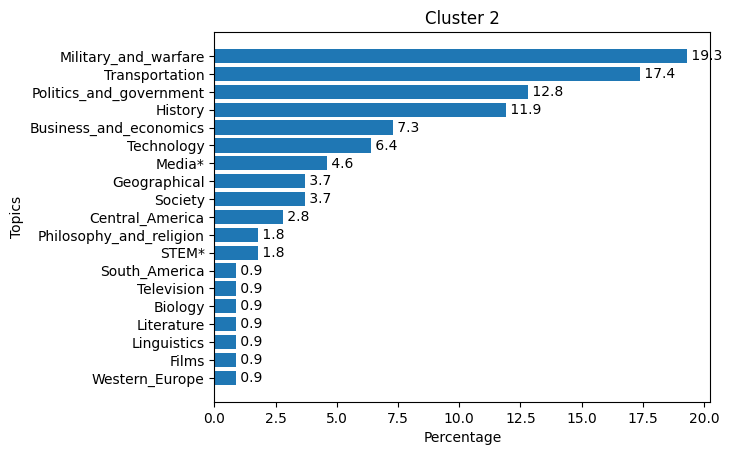 Cluster 2
Military_and_warfare 19.3
Transportation 17.4
Politics_and_government 12.8
History 11.9
Business_and_economics 7.3
Technology 6.4
Media* 4.6
Geographical 3.7
Society 3.7
Central_America 2.8
Philosophy_and_religion 1.8
STEM* 1.8
South_America 0.9
Television 0.9
Biology 0.9
Literature 0.9
Linguistics 0.9
Films 0.9
Western_Europe 0.9
Topics
0.0 2.5 5.0 7.5 10.0 12.5 15.0 17.5 20.0
Percentage